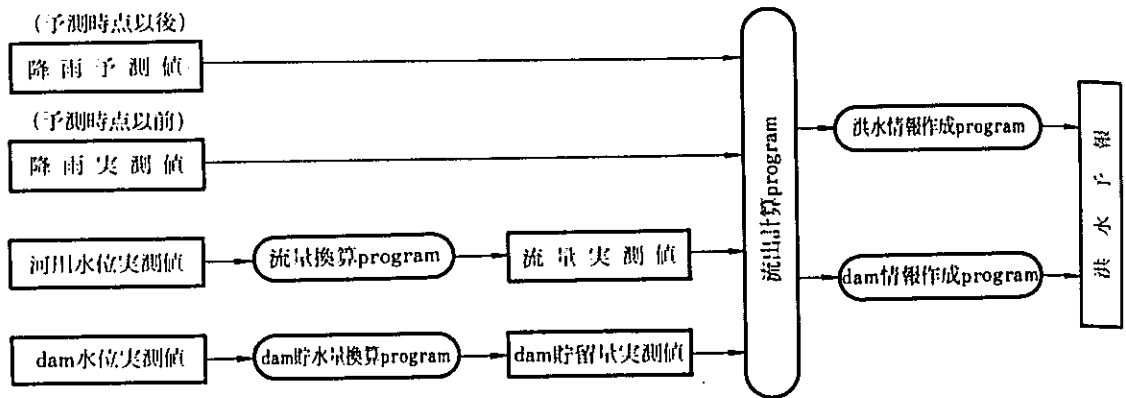 (予測時点以後)
降雨予測値
(予測時点以前)
降雨実測値
河川水位実測値
流量換算program
流量実測値
dam水位実測値
dam貯水量換算program
dam貯留量実測値
流出計算program
洪水情報作成program
dam情報作成program
洪水予報